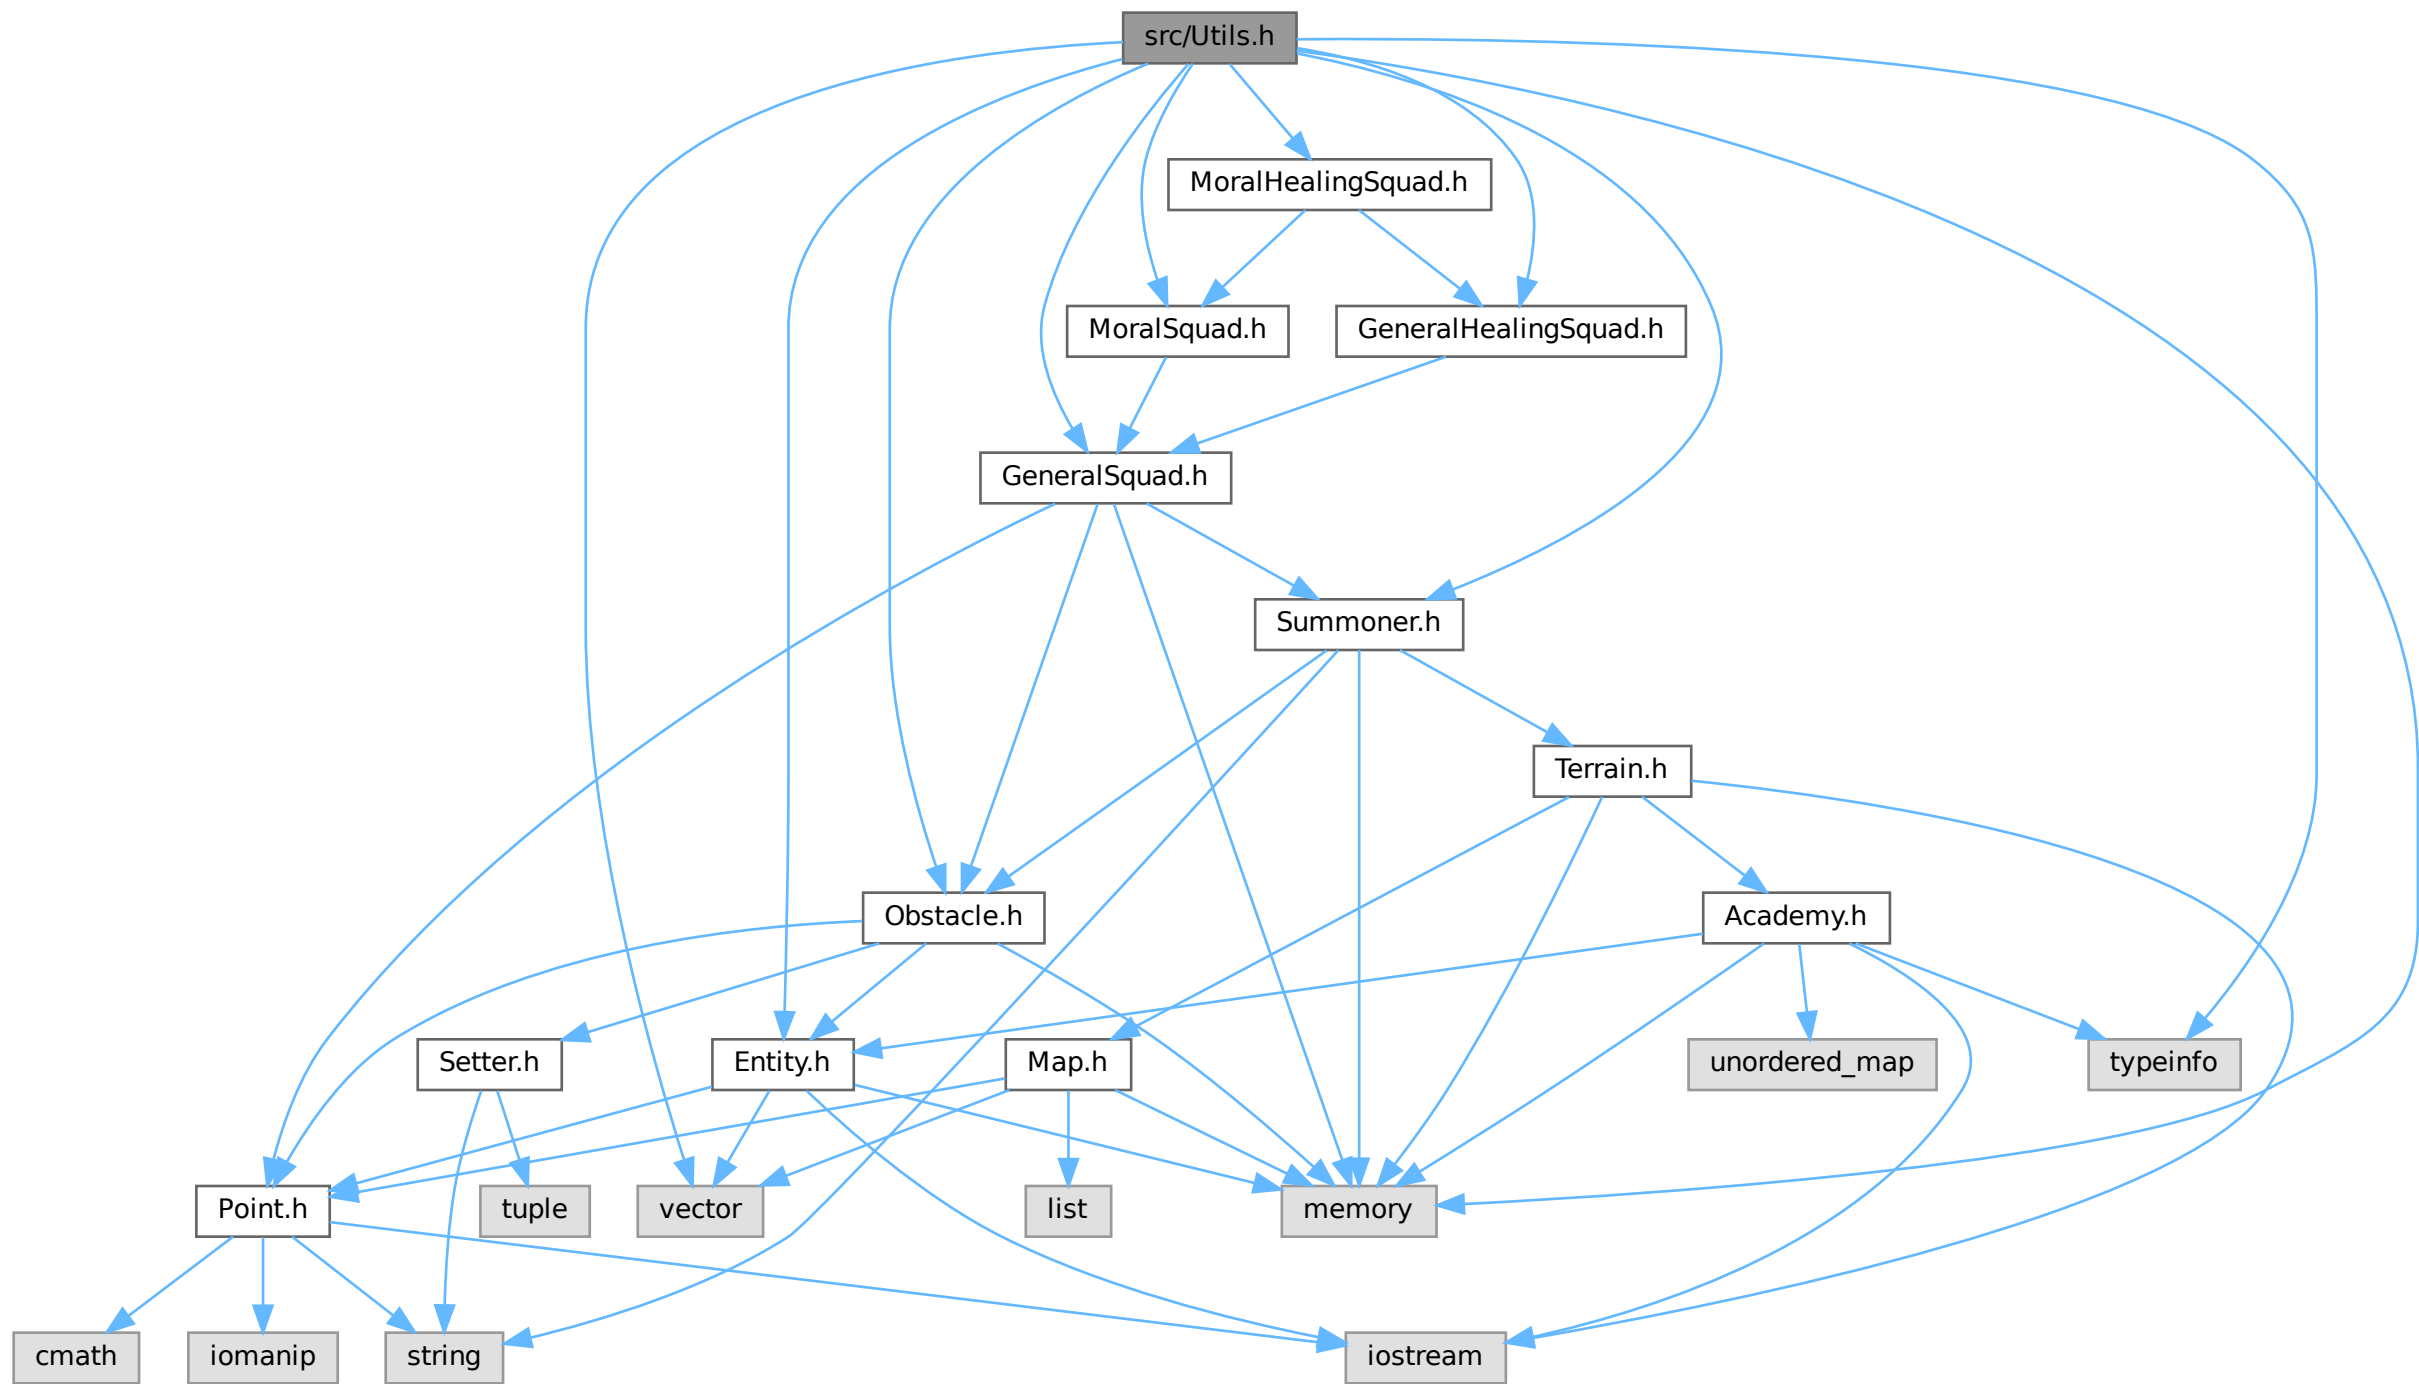 src/Utils.h
MoralHealingSquad.h
MoralSquad.h
GeneralHealingSquad.h
GeneralSquad.h
Summoner.h
Terrain.h
Obstacle.h
Academy.h
Setter.h
Entity.h
Map.h
unordered_map
typeinfo
Point.h
tuple
vector
list
memory
cmath
iomanip
string
iostream